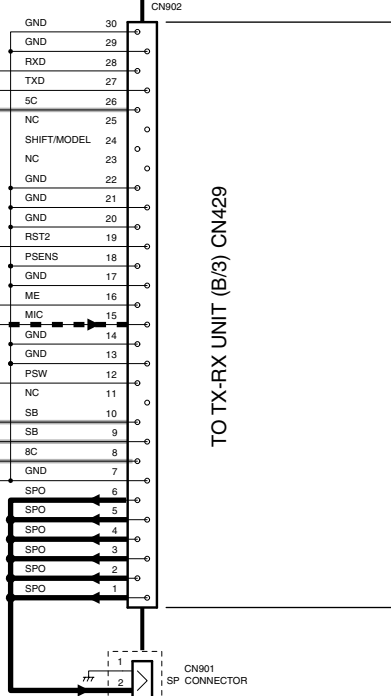 CN902
GND 30
GND 29
RXD 28
TXD 27
5C 26
NC 25
SHIFT/MODEL 24
NC 23
GND 22
GND 21
GND 20
RST2 19
PSENS 18
GND 17
ME 16
MIC 15
GND 14
GND 13
PSW 12
NC 11
SB 10
SB 9
8C 8
GND 7
SPO 6
SPO 5
SPO 4
SPO 3
SPO 2
SPO 1
TO TX-RX UNIT (B/3) CN429
1
2
CN901
SP CONNECTOR